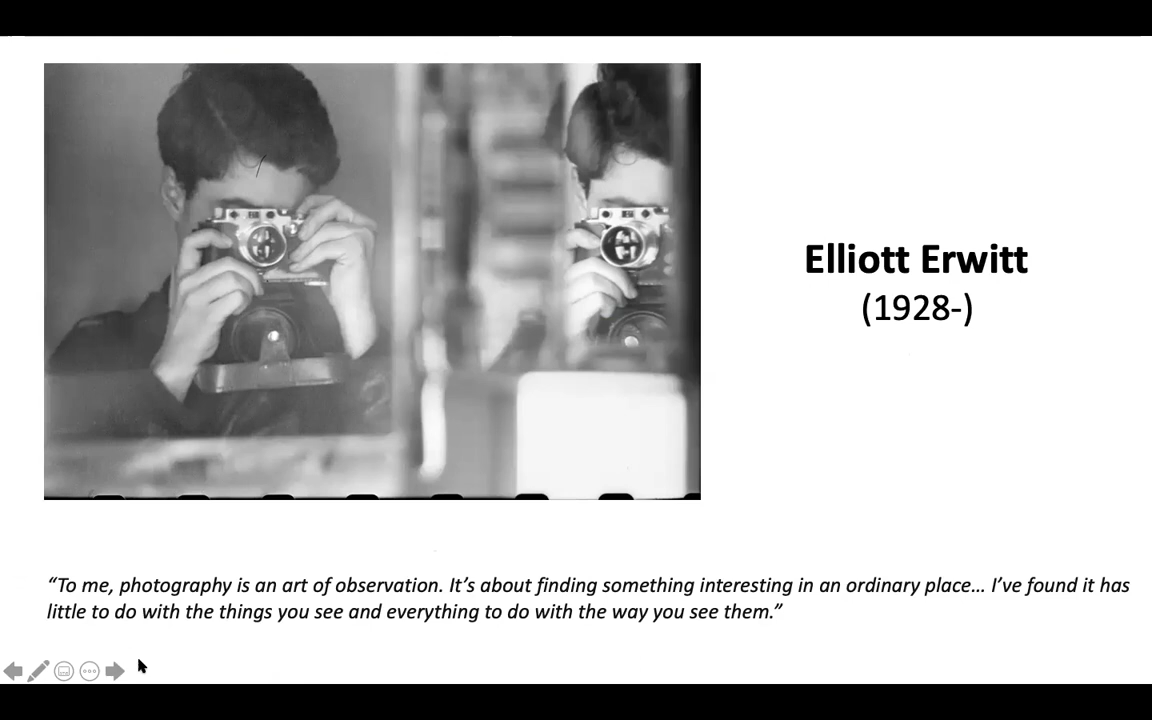 Elliott Erwitt
(1928-)
“To me, photography is an art of observation. It’s about finding something interesting in an ordinary place… I’ve found it has
little to do with the things you see and everything to do with the way you see them.”